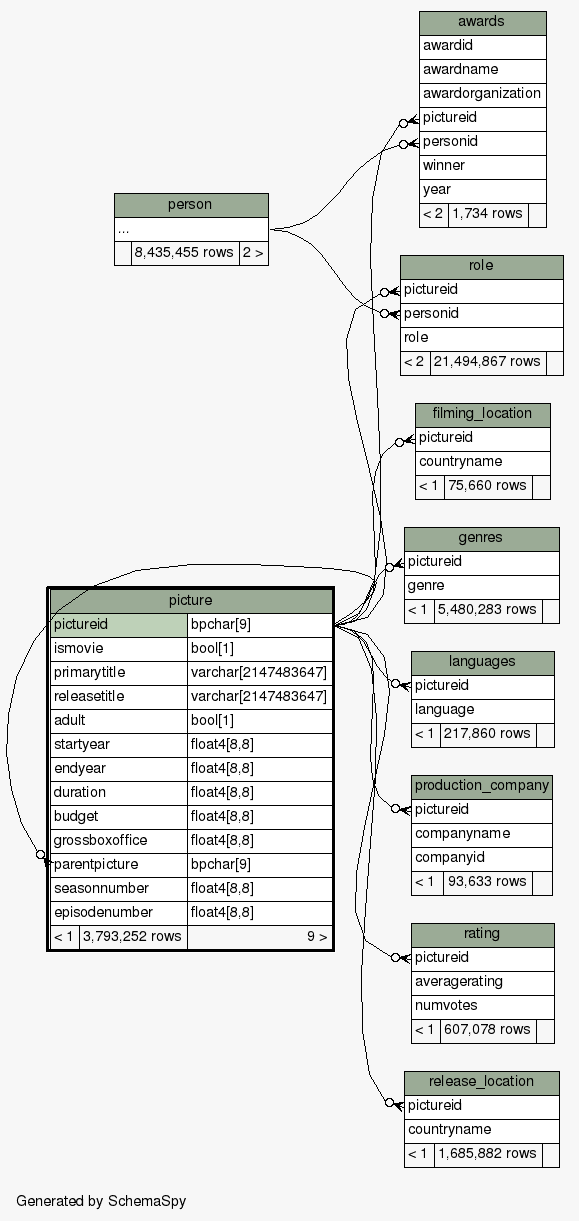 awards
awardid
awardname
awardorganization
pictureid
personid
winner
year
< 2 1,734 rows
person
...
8,435,455 rows 2 >
role
pictureid
personid
role
< 2 21,494,867 rows
filming_location
pictureid
countryname
< 1 75,660 rows
genres
pictureid
genre
< 1 5,480,283 rows
picture
pictureid bpchar[9]
ismovie bool[1]
primarytitle varchar[2147483647]
releasetitle varchar[2147483647]
adult bool[1]
startyear float4[8,8]
endyear float4[8,8]
duration float4[8,8]
budget float4[8,8]
grossboxoffice float4[8,8]
parentpicture bpchar[9]
seasonnumber float4[8,8]
episodenumber float4[8,8]
< 1 3,793,252 rows 9 >
languages
pictureid
language
< 1 217,860 rows
production_company
pictureid
companyname
companyid
< 1 93,633 rows
rating
pictureid
averagerating
numvotes
< 1 607,078 rows
release_location
pictureid
countryname
< 1 1,685,882 rows
Generated by SchemaSpy